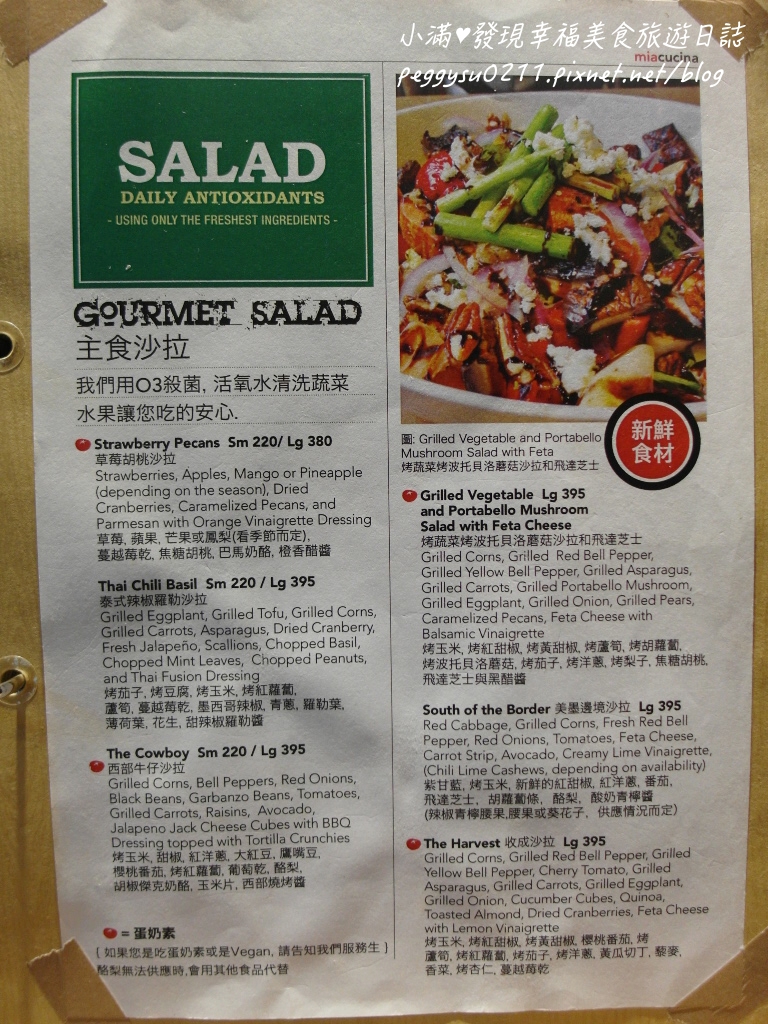 小滿♥發現幸福美食旅遊日誌
peggysu0211.pixnet.net/blog
miacucina
SALAD
DAILY ANTIOXIDANTS
- USING ONLY THE FRESHEST INGREDIENTS -
GOURMET SALAD
主食沙拉
我們用O3殺菌, 活氧水清洗蔬菜
水果讓您吃的安心.
Strawberry Pecans Sm 220/ Lg 380
草莓胡桃沙拉
Strawberries, Apples, Mango or Pineapple
(depending on the season), Dried
Cranberries, Caramelized Pecans, and
Parmesan with Orange Vinaigrette Dressing
草莓, 蘋果, 芒果或鳳梨(看季節而定),
蔓越莓乾, 焦糖胡桃, 巴馬奶酪, 橙香醋醬
Thai Chili Basil Sm 220 / Lg 395
泰式辣椒羅勒沙拉
Grilled Eggplant, Grilled Tofu, Grilled Corns,
Grilled Carrots, Asparagus, Dried Cranberry,
Fresh Jalapeño, Scallions, Chopped Basil,
Chopped Mint Leaves, Chopped Peanuts,
and Thai Fusion Dressing
烤茄子, 烤豆腐, 烤玉米, 烤紅蘿蔔,
蘆筍, 蔓越莓乾, 墨西哥辣椒, 青蔥, 羅勒葉,
薄荷葉, 花生, 甜辣椒羅勒醬
The Cowboy Sm 220 / Lg 395
西部牛仔沙拉
Grilled Corns, Bell Peppers, Red Onions,
Black Beans, Garbanzo Beans, Tomatoes,
Grilled Carrots, Raisins, Avocado,
Jalapeno Jack Cheese Cubes with BBQ
Dressing topped with Tortilla Crunchies
烤玉米, 甜椒, 紅洋蔥, 大紅豆, 鷹嘴豆,
櫻桃番茄, 烤紅蘿蔔, 葡萄乾, 酪梨,
胡椒傑克奶酪, 玉米片, 西部燒烤醬
= 蛋奶素
( 如果您是吃蛋奶素或是Vegan, 請告知我們服務生 )
酪梨無法供應時,會用其他食品代替
圖: Grilled Vegetable and Portabello
Mushroom Salad with Feta
烤蔬菜烤波托貝洛蘑菇沙拉和飛達芝士
新鮮
食材
Grilled Vegetable Lg 395
and Portabello Mushroom
Salad with Feta Cheese
烤蔬菜烤波托貝洛蘑菇沙拉和飛達芝士
Grilled Corns, Grilled Red Bell Pepper,
Grilled Yellow Bell Pepper, Grilled Asparagus,
Grilled Carrots, Grilled Portabello Mushroom,
Grilled Eggplant, Grilled Onion, Grilled Pears,
Caramelized Pecans, Feta Cheese with
Balsamic Vinaigrette
烤玉米, 烤紅甜椒, 烤黃甜椒, 烤蘆筍, 烤胡蘿蔔,
烤波托貝洛蘑菇, 烤茄子, 烤洋蔥, 烤梨子, 焦糖胡桃,
飛達芝士與黑醋醬
South of the Border 美墨邊境沙拉 Lg 395
Red Cabbage, Grilled Corns, Fresh Red Bell
Pepper, Red Onions, Tomatoes, Feta Cheese,
Carrot Strip, Avocado, Creamy Lime Vinaigrette,
(Chili Lime Cashews, depending on availability)
紫甘藍, 烤玉米, 新鮮的紅甜椒, 紅洋蔥, 番茄,
飛達芝士, 胡蘿蔔條, 酪梨, 酸奶青檸醬
(辣椒青檸腰果,腰果或葵花子, 供應情況而定)
The Harvest 收成沙拉 Lg 395
Grilled Corns, Grilled Red Bell Pepper, Grilled
Yellow Bell Pepper, Cherry Tomato, Grilled
Asparagus, Grilled Carrots, Grilled Eggplant,
Grilled Onion, Cucumber Cubes, Quinoa,
Toasted Almond, Dried Cranberries, Feta Cheese
with Lemon Vinaigrette
烤玉米, 烤紅甜椒, 烤黃甜椒, 櫻桃番茄, 烤
蘆筍, 烤紅蘿蔔, 烤茄子, 烤洋蔥, 黃瓜切丁, 藜麥,
香菜, 烤杏仁, 蔓越莓乾